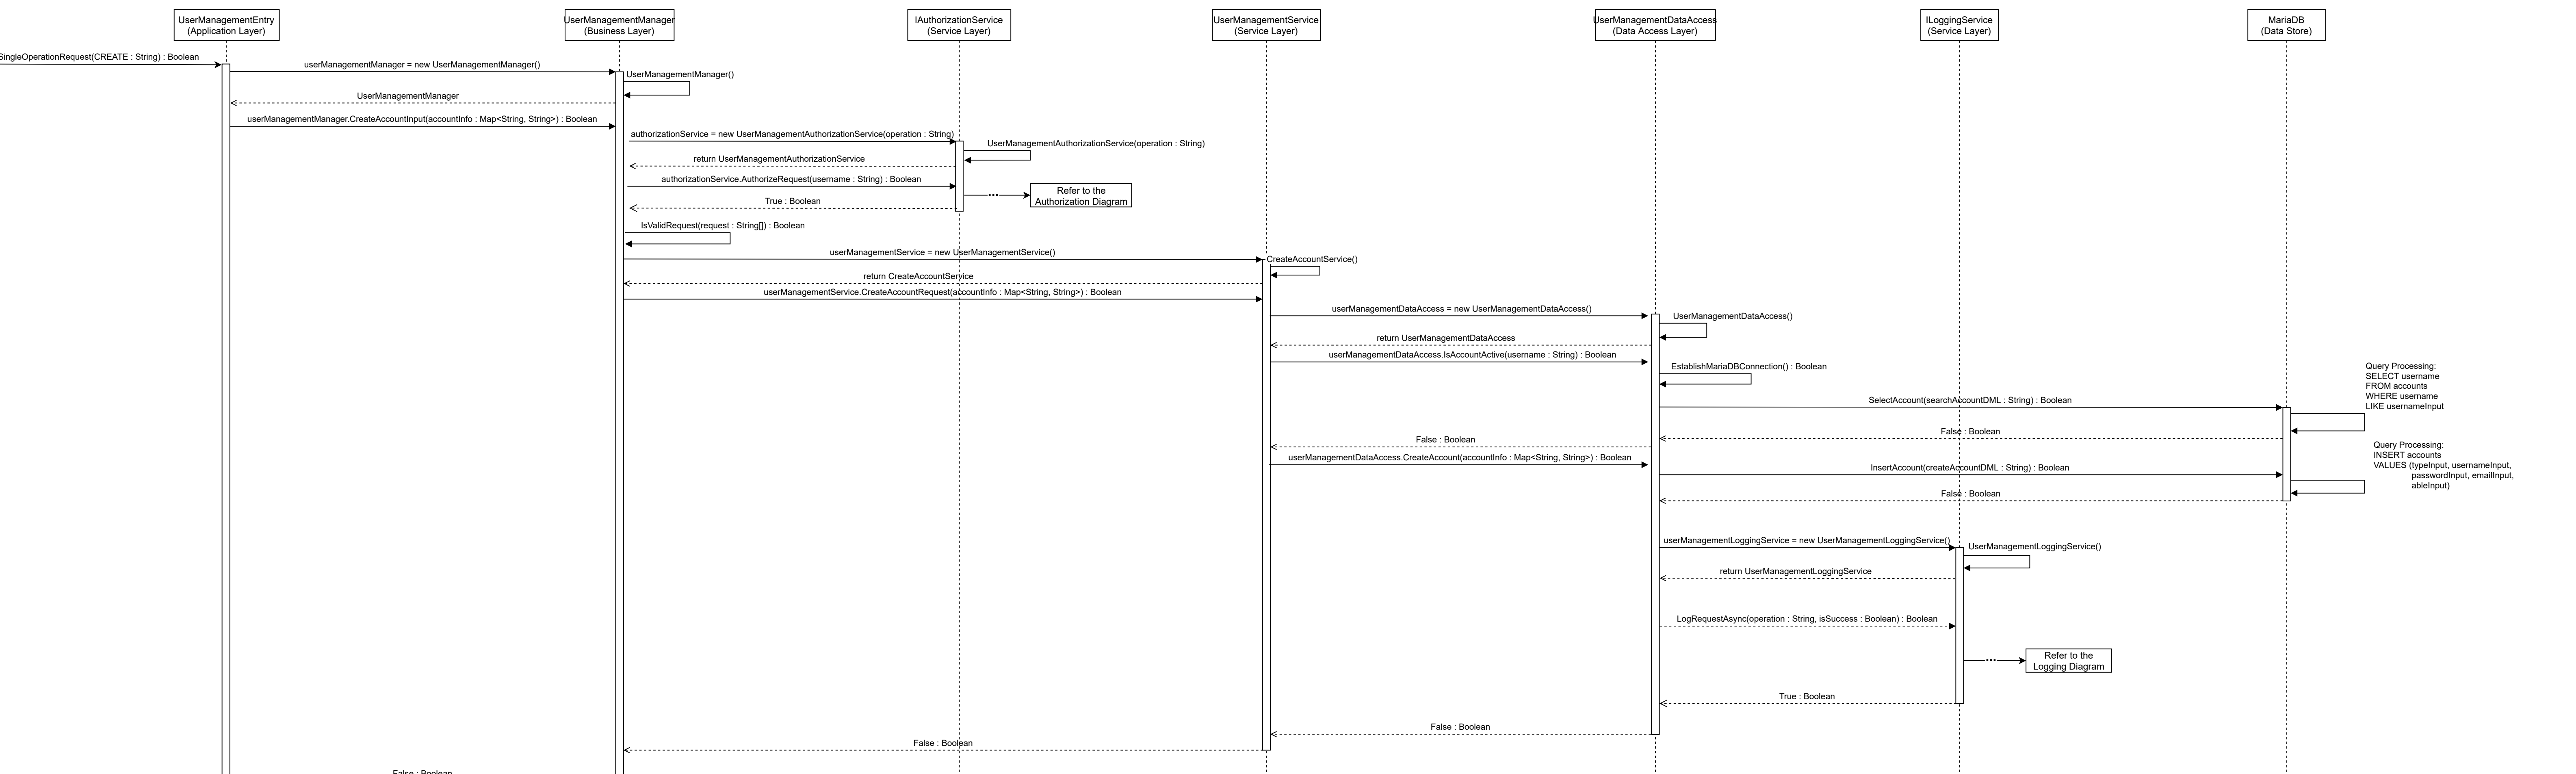 UserManagementEntry
(Application Layer)
UserManagementManager
(Business Layer)
IAuthorizationService
(Service Layer)
UserManagementService
(Service Layer)
UserManagementDataAccess
(Data Access Layer)
ILoggingService
(Service Layer)
MariaDB
(Data Store)
SingleOperationRequest(CREATE : String) : Boolean
userManagementManager = new UserManagementManager()
UserManagementManager()
UserManagementManager
userManagementManager.CreateAccountInput(accountInfo : Map<String, String>) : Boolean
authorizationService = new UserManagementAuthorizationService(operation : String)
UserManagementAuthorizationService(operation : String)
return UserManagementAuthorizationService
authorizationService.AuthorizeRequest(username : String) : Boolean
Refer to the
Authorization Diagram
True : Boolean
IsValidRequest(request : String[]) : Boolean
userManagementService = new UserManagementService()
CreateAccountService()
return CreateAccountService
userManagementService.CreateAccountRequest(accountInfo : Map<String, String>) : Boolean
userManagementDataAccess = new UserManagementDataAccess()
UserManagementDataAccess()
return UserManagementDataAccess
userManagementDataAccess.IsAccountActive(username : String) : Boolean
EstablishMariaDBConnection() : Boolean
Query Processing:
SELECT username
FROM accounts
WHERE username
LIKE usernameInput
SelectAccount(searchAccountDML : String) : Boolean
False : Boolean
False : Boolean
userManagementDataAccess.CreateAccount(accountInfo : Map<String, String>) : Boolean
Query Processing:
INSERT accounts
VALUES (typeInput, usernameInput,
passwordInput, emailInput,
ableInput)
InsertAccount(createAccountDML : String) : Boolean
False : Boolean
userManagementLoggingService = new UserManagementLoggingService()
UserManagementLoggingService()
return UserManagementLoggingService
LogRequestAsync(operation : String, isSuccess : Boolean) : Boolean
Refer to the
Logging Diagram
True : Boolean
False : Boolean
False : Boolean
False : Boolean